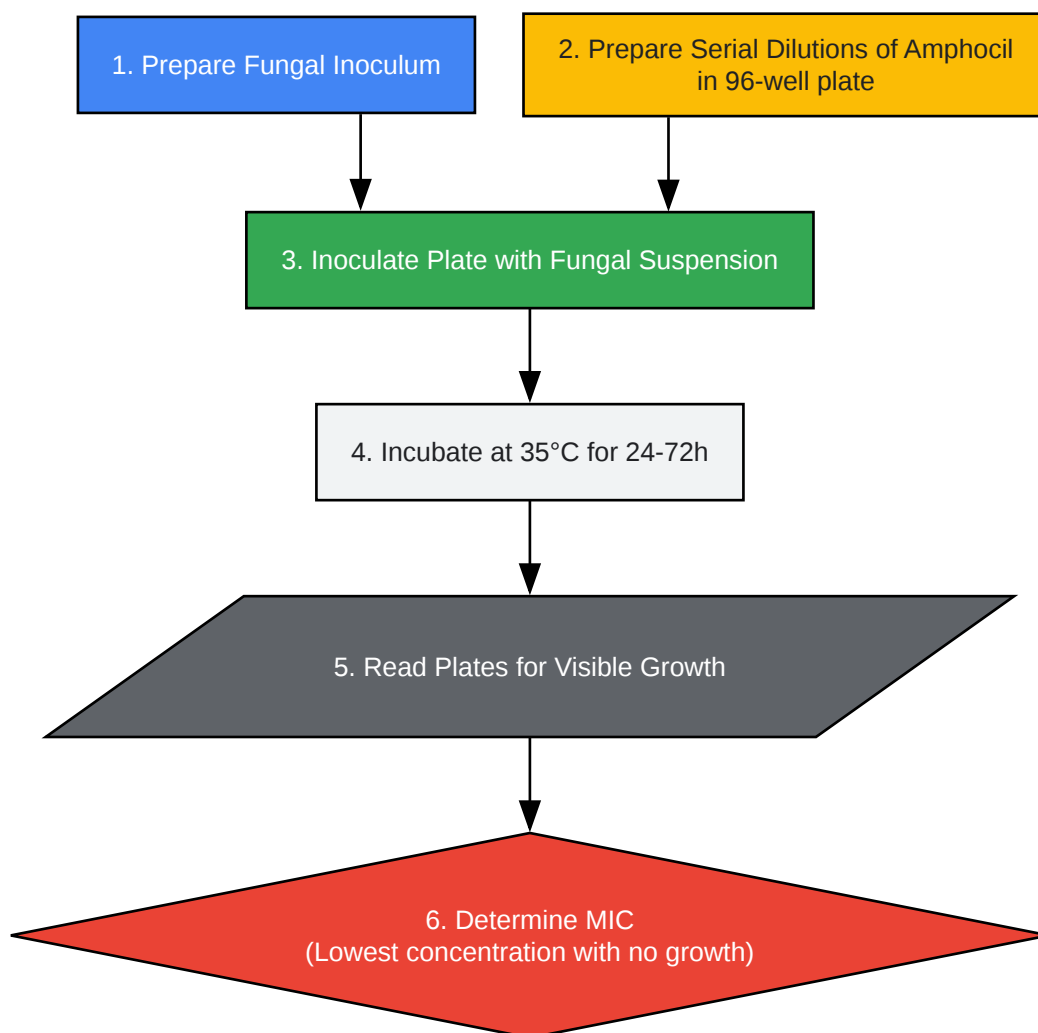 1. Prepare Fungal Inoculum
2. Prepare Serial Dilutions of Amphocil
in 96-well plate
3. Inoculate Plate with Fungal Suspension
4. Incubate at 35°C for 24-72h
5. Read Plates for Visible Growth
6. Determine MIC
(Lowest concentration with no growth)